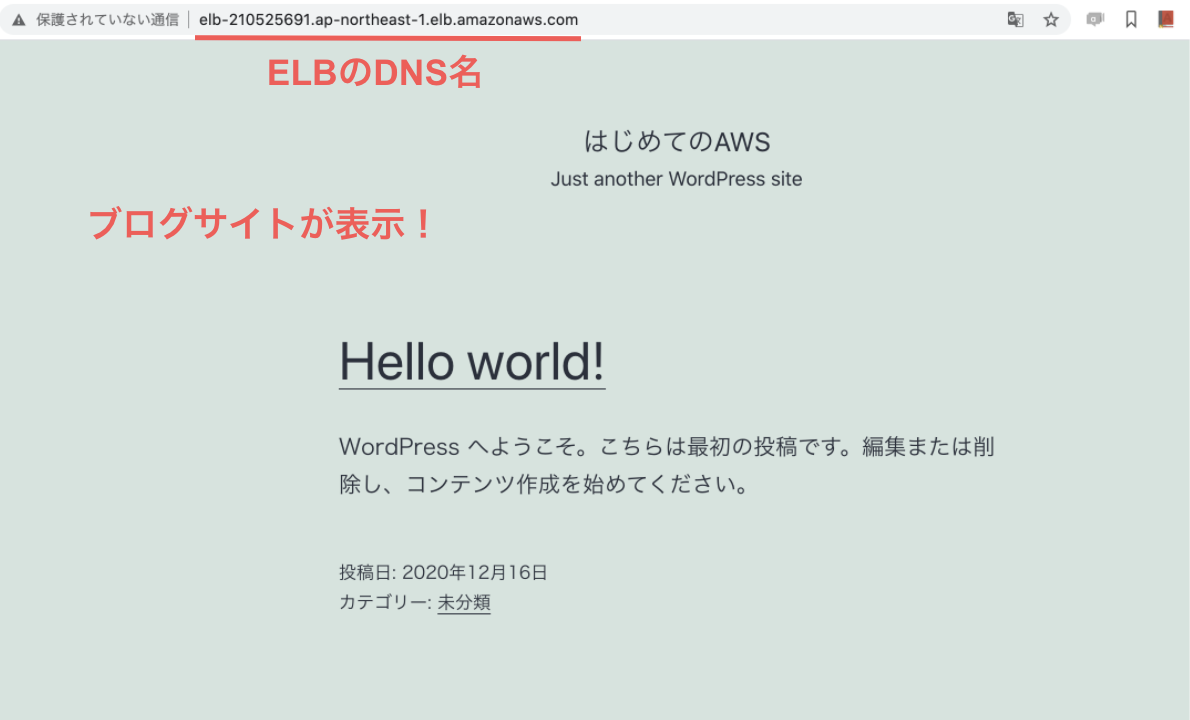 保護されていない通信 | elb-210525691.ap-northeast-1.elb.amazonaws.com
ELBのDNS名
はじめてのAWS
Just another WordPress site
ブログサイトが表示！
Hello world!
WordPress へようこそ。こちらは最初の投稿です。編集または削
除し、コンテンツ作成を始めてください。
投稿日: 2020年12月16日
カテゴリー: 未分類